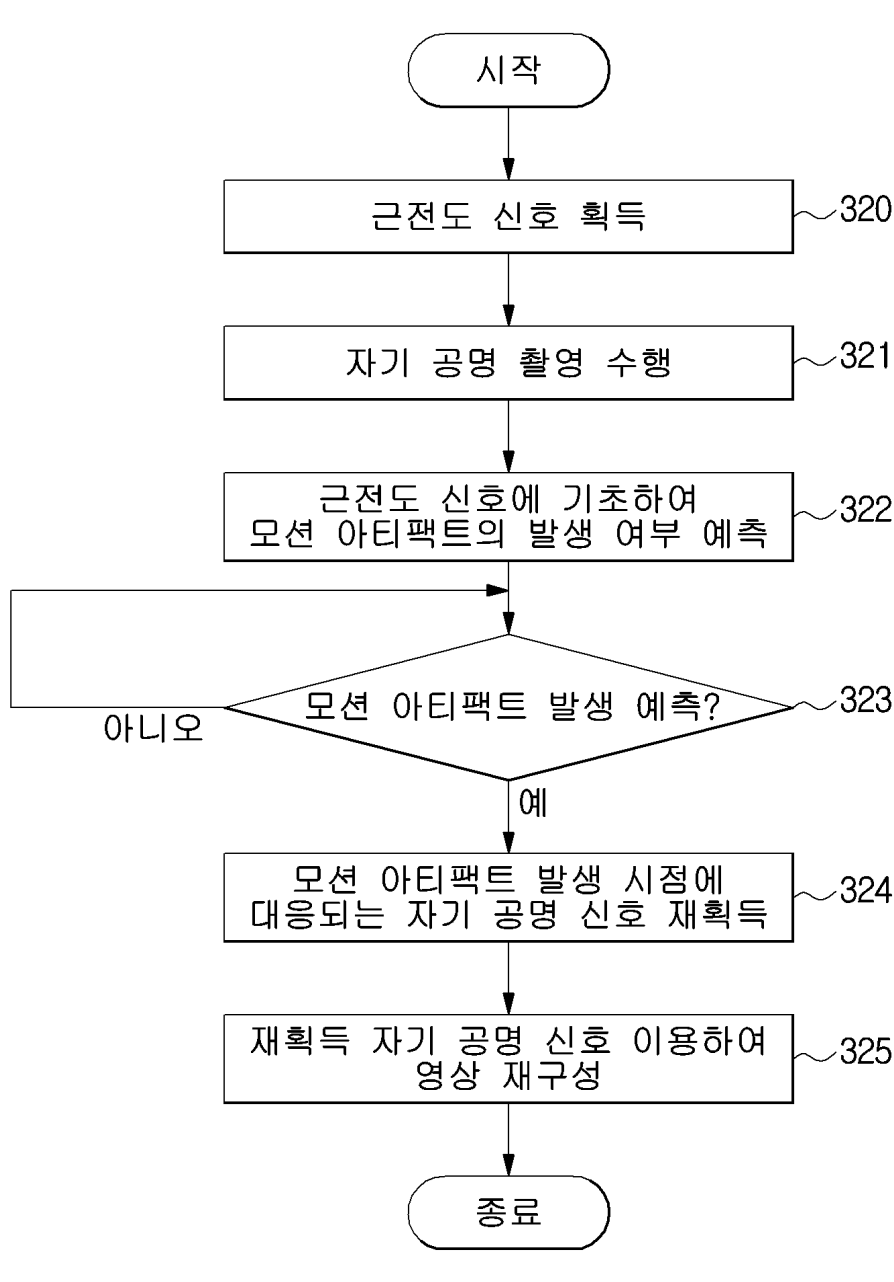 시작
근전도 신호 획득
320
자기 공명 촬영 수행
321
근전도 신호에 기초하여
모션 아티팩트의 발생 여부 예측
322
모션 아티팩트 발생 예측?
323
아니오
예
모션 아티팩트 발생 시점에
대응되는 자기 공명 신호 재획득
324
재획득 자기 공명 신호 이용하여
영상 재구성
325
종료